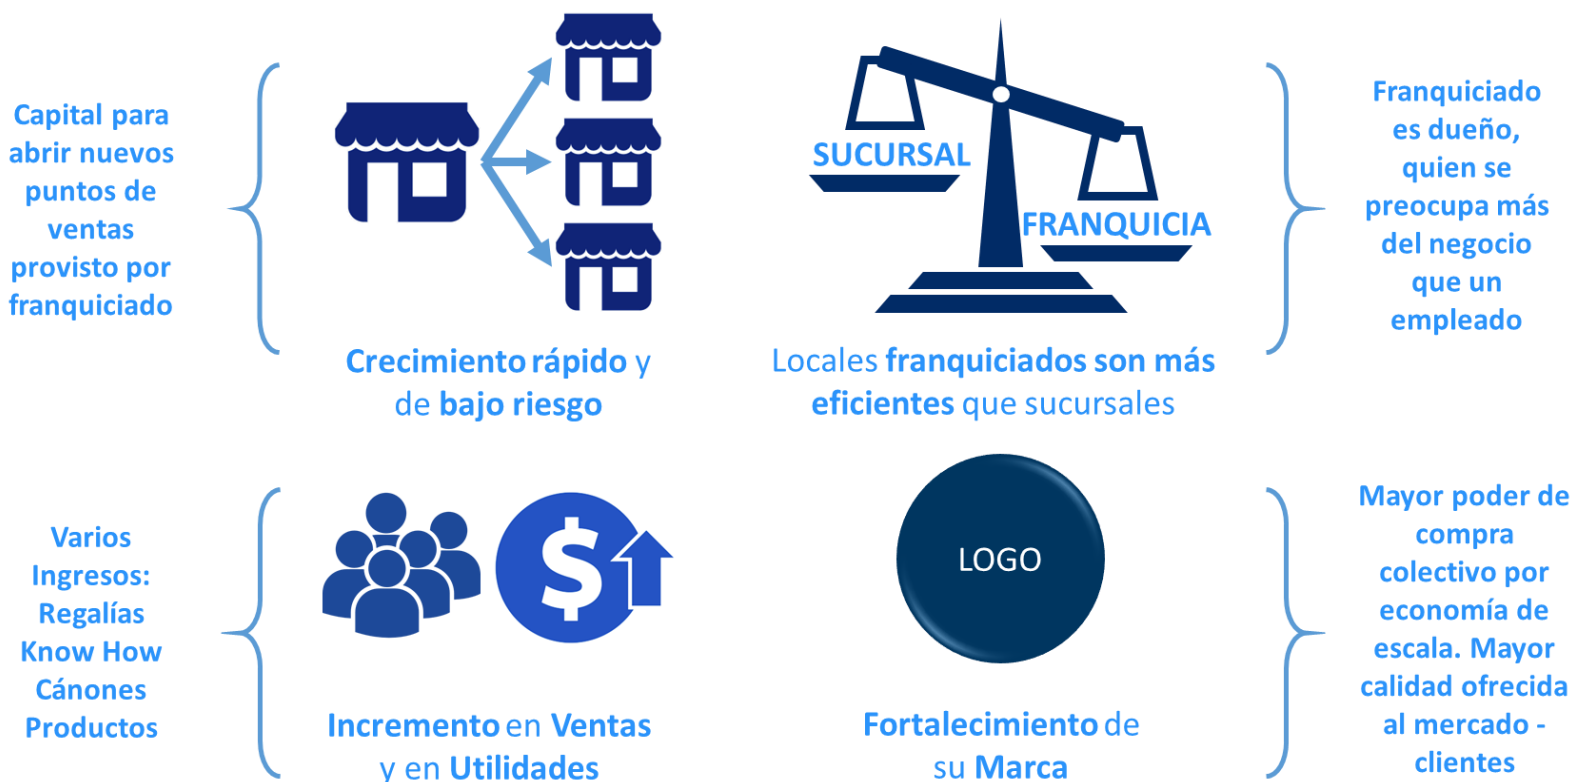 Capital para
abrir nuevos
puntos de
ventas
provisto por
franquiciado
Crecimiento rápido y
de bajo riesgo
SUCURSAL
FRANQUICIA
Locales franquiciados son más
eficientes que sucursales
Franquiciado
es dueño,
quien se
preocupa más
del negocio
que un
empleado
Varios
Ingresos:
Regalías
Know How
Cánones
Productos
$
Incremento en Ventas
y en Utilidades
LOGO
Fortalecimiento de
su Marca
Mayor poder de
compra
colectivo por
economía de
escala. Mayor
calidad ofrecida
al mercado -
clientes